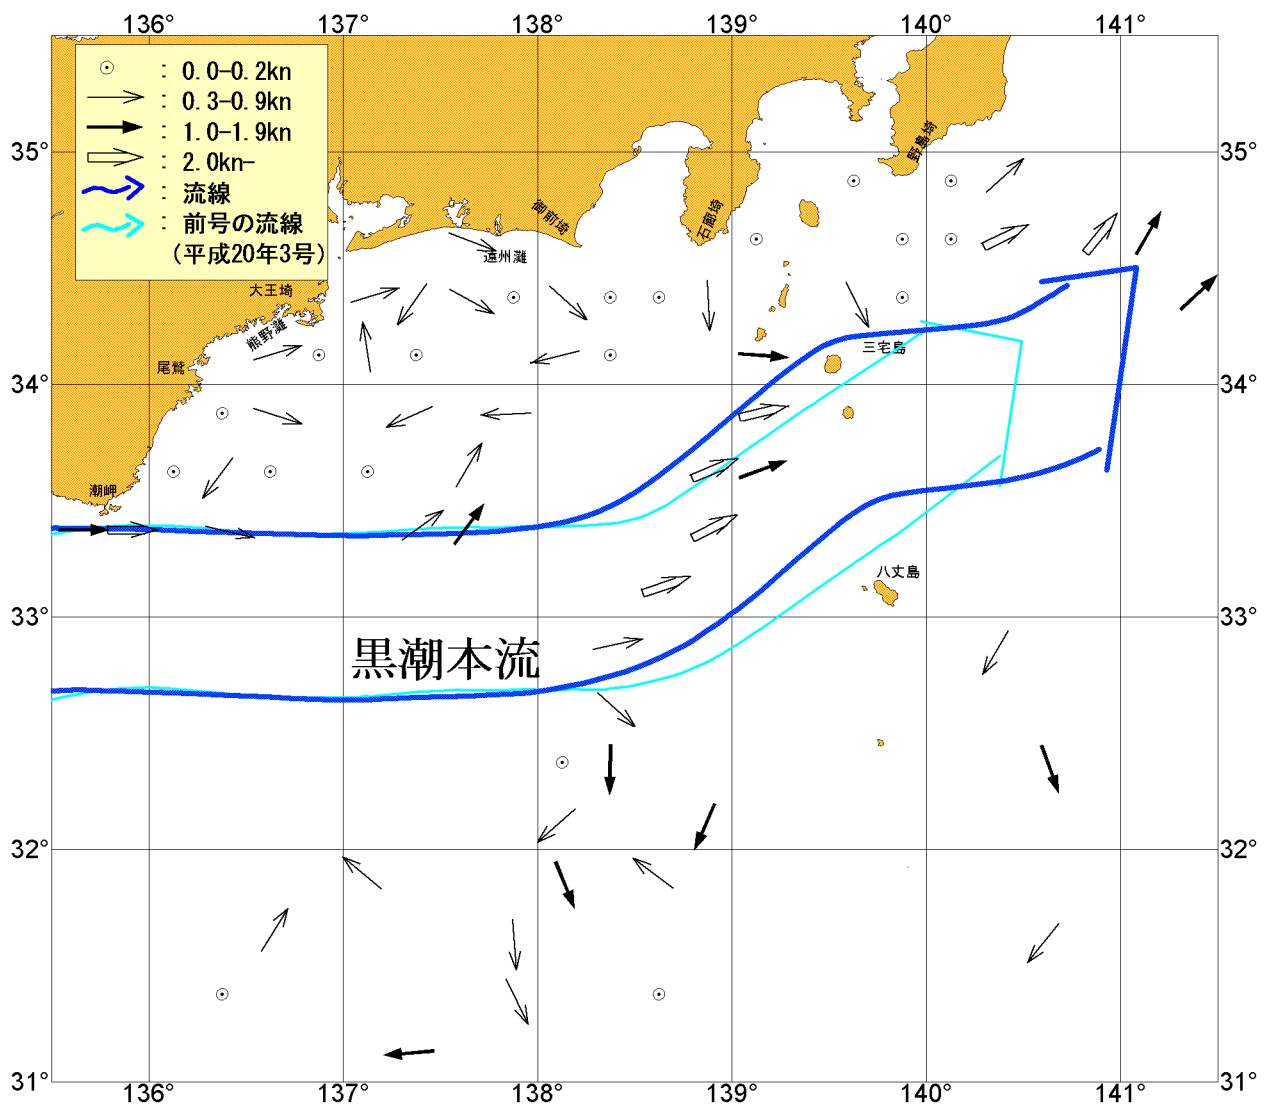 136° 137° 138° 139° 140° 141°
: 0.0-0.2kn
: 0.3-0.9kn
: 1.0-1.9kn
: 2.0kn-
: 流線
: 前号の流線
(平成20年3号)
35° 35°
野島埼
御前埼
石廊埼
遠州灘
大王埼
熊野灘
三宅島
尾鷲
34° 34°
潮岬
八丈島
33° 33°
黒潮本流
32° 32°
31° 31°
136° 137° 138° 139° 140° 141°